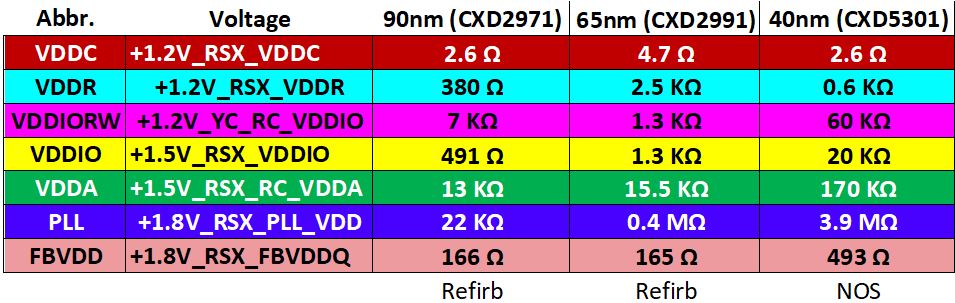 Abbr. Voltage 90nm (CXD2971) 65nm (CXD2991) 40nm (CXD5301)
VDDC +1.2V_RSX_VDDC 2.6 Ω 4.7 Ω 2.6 Ω
VDDR +1.2V_RSX_VDDR 380 Ω 2.5 KΩ 0.6 KΩ
VDDIORW +1.2V_YC_RC_VDDIO 7 KΩ 1.3 KΩ 60 KΩ
VDDIO +1.5V_RSX_VDDIO 491 Ω 1.3 KΩ 20 KΩ
VDDA +1.5V_RSX_RC_VDDA 13 KΩ 15.5 KΩ 170 KΩ
PLL +1.8V_RSX_PLL_VDD 22 KΩ 0.4 MΩ 3.9 MΩ
FBVDD +1.8V_RSX_FBVDDQ 166 Ω 165 Ω 493 Ω
Refirb Refirb NOS